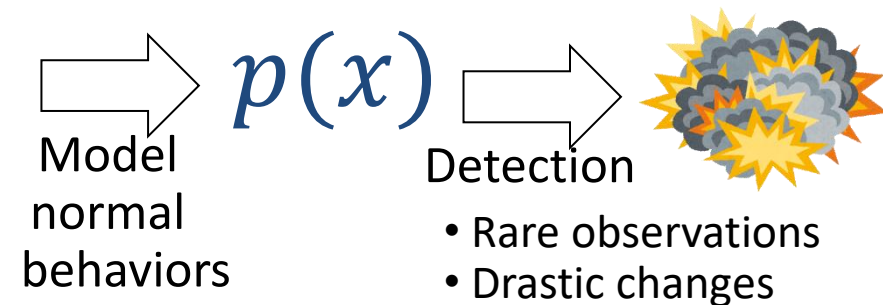 p(x)
Model
normal
behaviors
Detection
• Rare observations
• Drastic changes